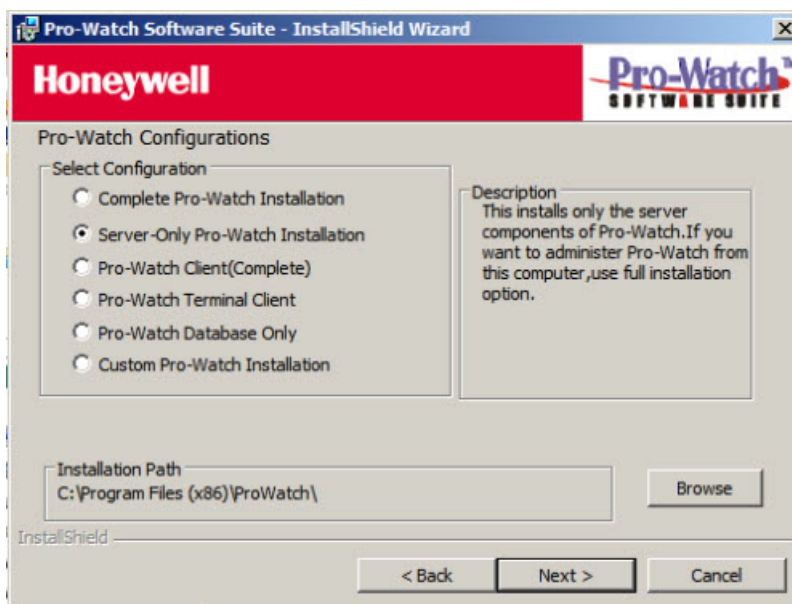 Pro-Watch Software Suite - InstallShield Wizard
Honeywell
Pro-Watch™
SOFTWARE SUITE
Pro-Watch Configurations
Select Configuration
Complete Pro-Watch Installation
Server-Only Pro-Watch Installation
Pro-Watch Client(Complete)
Pro-Watch Terminal Client
Pro-Watch Database Only
Custom Pro-Watch Installation
Description
This installs only the server
components of Pro-Watch.If you
want to administer Pro-Watch from
this computer,use full installation
option.
Installation Path
C:\Program Files (x86)\ProWatch\
Browse
InstallShield
< Back
Next >
Cancel